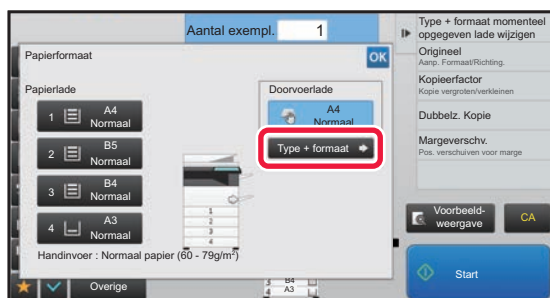 Aantal exempl. 1
Papierformaat
OK
Papierlade
Doorvoerlade
1 A4
Normaal
2 B5
Normaal
3 B4
Normaal
4 A3
Normaal
A4
Normaal
Type + formaat
1
2
3
4
Handinvoer : Normaal papier (60 - 79g/m²)
Overige
3 B4
4 A3
Type + formaat momenteel
opgegeven lade wijzigen
Origineel
Aanp. Formaat/Richting.
Kopieerfactor
Kopie vergroten/verkleinen
Dubbelz. Kopie
Margeverschv.
Pos. verschuiven voor marge
Voorbeeld-
weergave
CA
Start